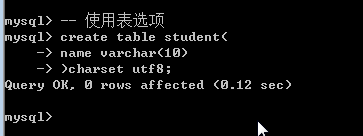 mysql> -- 使用表选项
mysql> create table student(
    -> name varchar(10)
    -> )charset utf8;
Query OK, 0 rows affected (0.12 sec)
mysql>